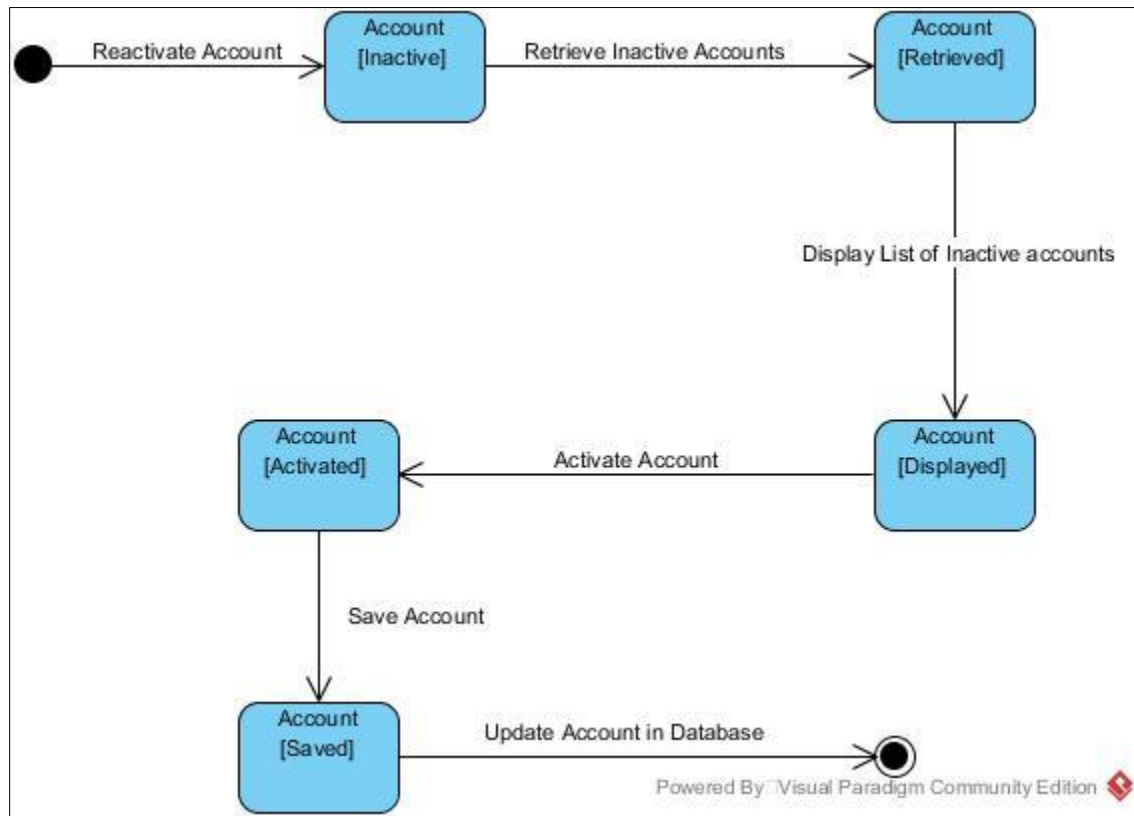 Reactivate Account
Account
[Inactive]
Retrieve Inactive Accounts
Account
[Retrieved]
Display List of Inactive accounts
Account
[Displayed]
Activate Account
Account
[Activated]
Save Account
Account
[Saved]
Update Account in Database
Powered By Visual Paradigm Community Edition